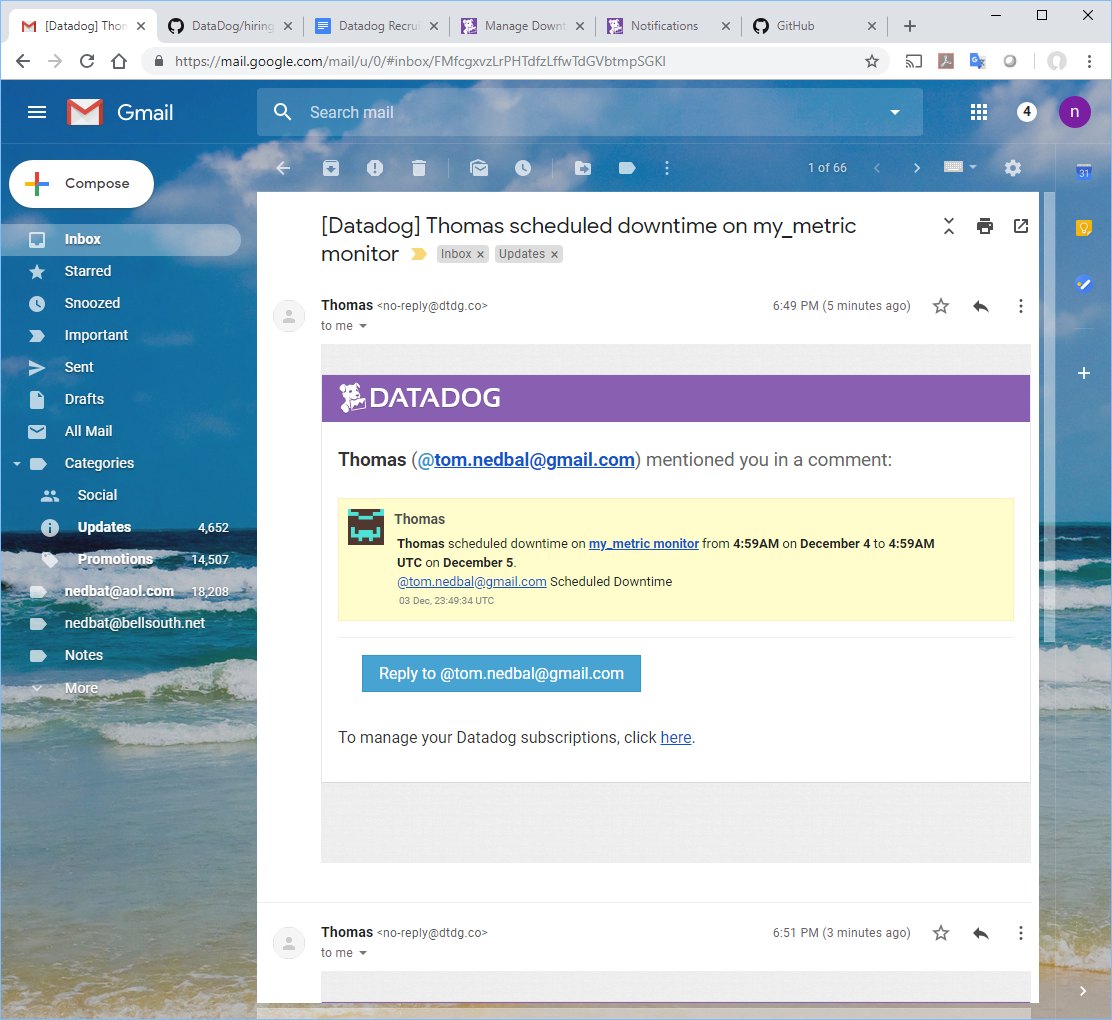 [Datadog] Thom
DataDog/hiring
Datadog Recru
Manage Downt
Notifications
GitHub
https://mail.google.com/mail/u/0/#inbox/FMfcgxvzLrPHTdfzLffwTdGVbtmpSGKl
Gmail
Search mail
4
n
Compose
1 of 66
31
Inbox
Starred
Snoozed
Important
Sent
Drafts
All Mail
Categories
Social
Updates 4,652
Promotions 14,507
nedbat@aol.com 18,208
nedbat@bellsouth.net
Notes
More
[Datadog] Thomas scheduled downtime on my_metric
monitor Inbox x Updates x
Thomas <no-reply@dtdg.co> 6:49 PM (5 minutes ago)
to me
DATADOG
Thomas (@tom.nedbal@gmail.com) mentioned you in a comment:
Thomas
Thomas scheduled downtime on my_metric monitor from 4:59AM on December 4 to 4:59AM
UTC on December 5.
@tom.nedbal@gmail.com Scheduled Downtime
03 Dec, 23:49:34 UTC
Reply to @tom.nedbal@gmail.com
To manage your Datadog subscriptions, click here.
Thomas <no-reply@dtdg.co> 6:51 PM (3 minutes ago)
to me